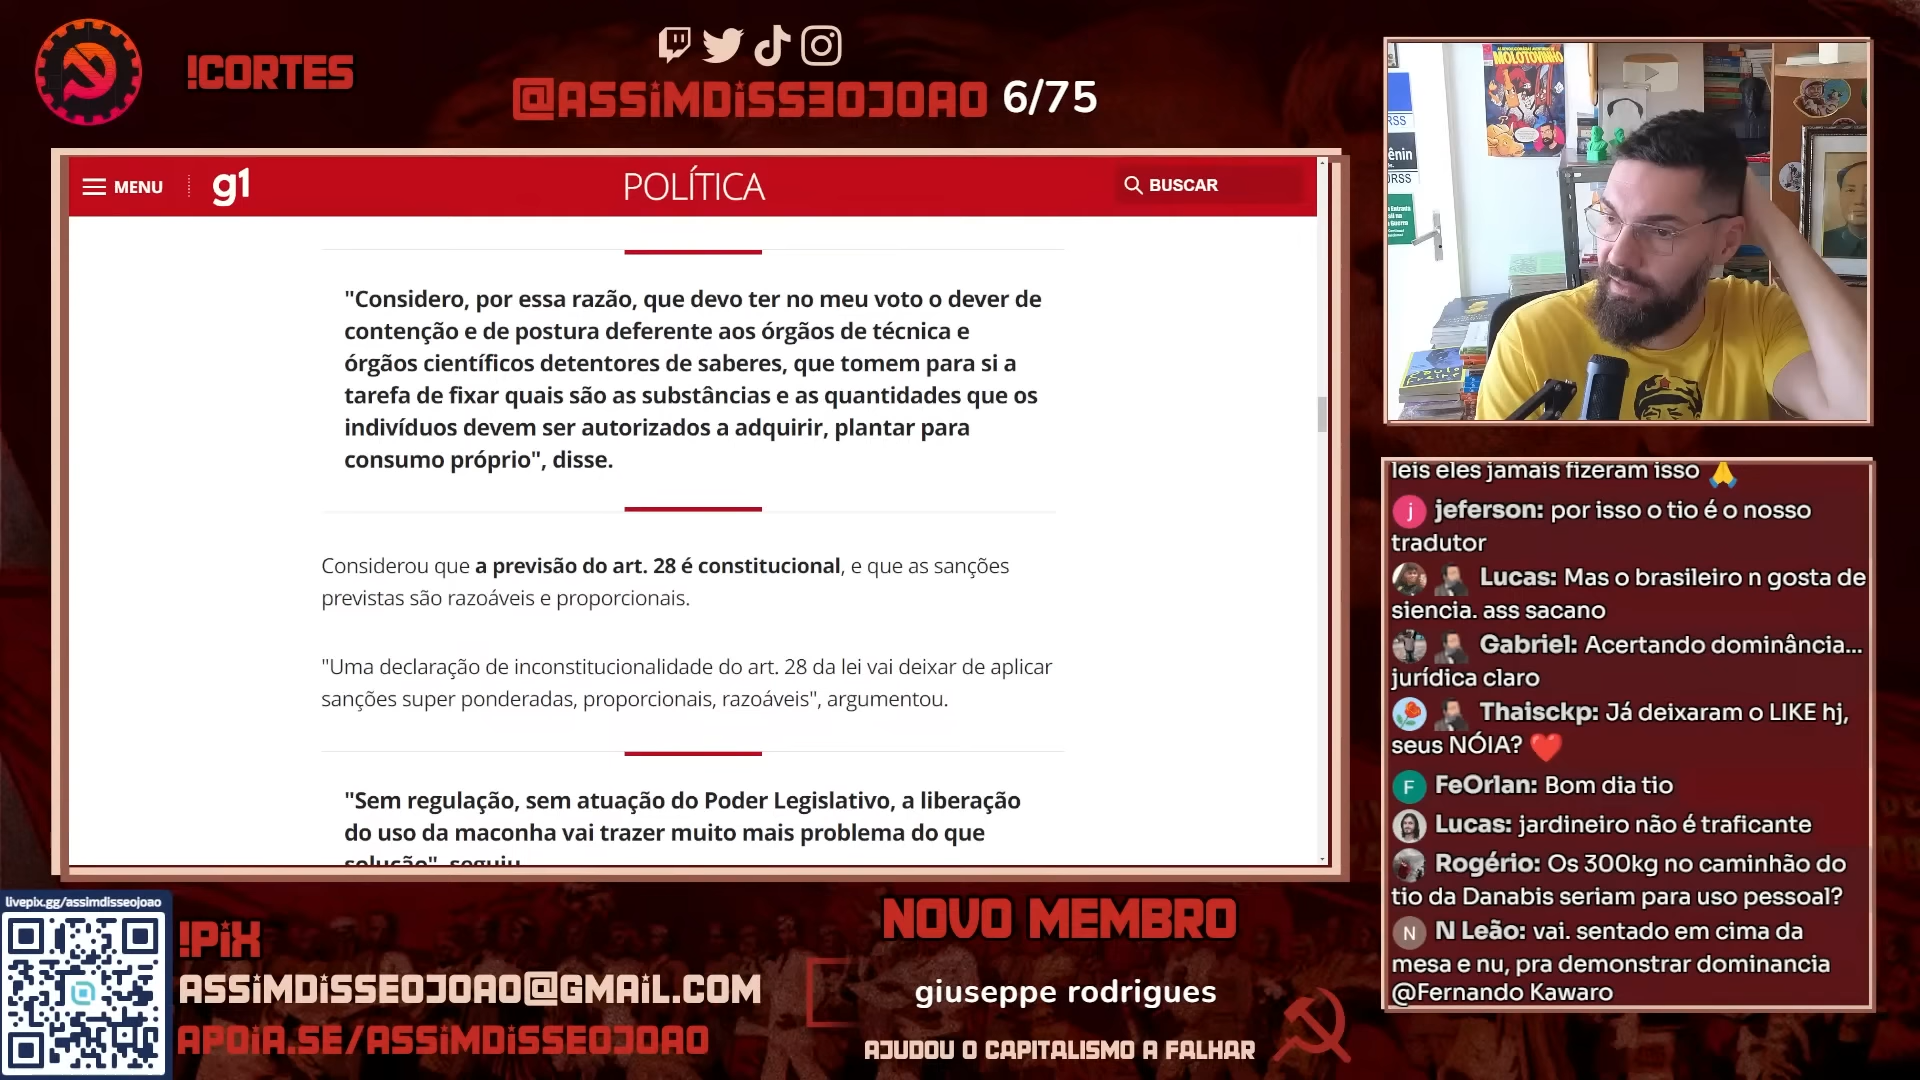 !CORTES
@ASSIMDISSEOJOAO 6/75
MENU
g1
POLÍTICA
BUSCAR
"Considero, por essa razão, que devo ter no meu voto o dever de
contenção e de postura deferente aos órgãos de técnica e
órgãos científicos detentores de saberes, que tomem para si a
tarefa de fixar quais são as substâncias e as quantidades que os
indivíduos devem ser autorizados a adquirir, plantar para
consumo próprio", disse.
Considerou que a previsão do art. 28 é constitucional, e que as sanções
previstas são razoáveis e proporcionais.
"Uma declaração de inconstitucionalidade do art. 28 da lei vai deixar de aplicar
sanções super ponderadas, proporcionais, razoáveis", argumentou.
"Sem regulação, sem atuação do Poder Legislativo, a liberação
do uso da maconha vai trazer muito mais problema do que
solução", seguiu
MOLOTOVINHO
RSS
ênin
leis eles jamais fizeram isso 🙏
j jeferson: por isso o tio é o nosso
tradutor
Lucas: Mas o brasileiro n gosta de
siencia. ass sacano
Gabriel: Acertando dominância...
jurídica claro
Thaisckp: Já deixaram o LIKE hj,
seus NÓIA? ❤️
F FeOrlan: Bom dia tio
Lucas: jardineiro não é traficante
Rogério: Os 300kg no caminhão do
tio da Danabis seriam para uso pessoal?
N N Leão: vai. sentado em cima da
mesa e nu, pra demonstrar dominancia
@Fernando Kawaro
livepix.gg/assimdisseojoao
!PIX
ASSIMDISSEOJOAO@GMAIL.COM
APOIA.SE/ASSIMDISSEOJOAO
NOVO MEMBRO
giuseppe rodrigues
AJUDOU O CAPITALISMO A FALHAR